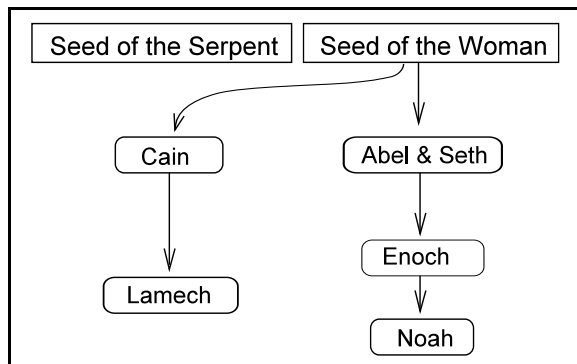 Seed of the Serpent
Seed of the Woman
Cain
Abel & Seth
Enoch
Lamech
Noah